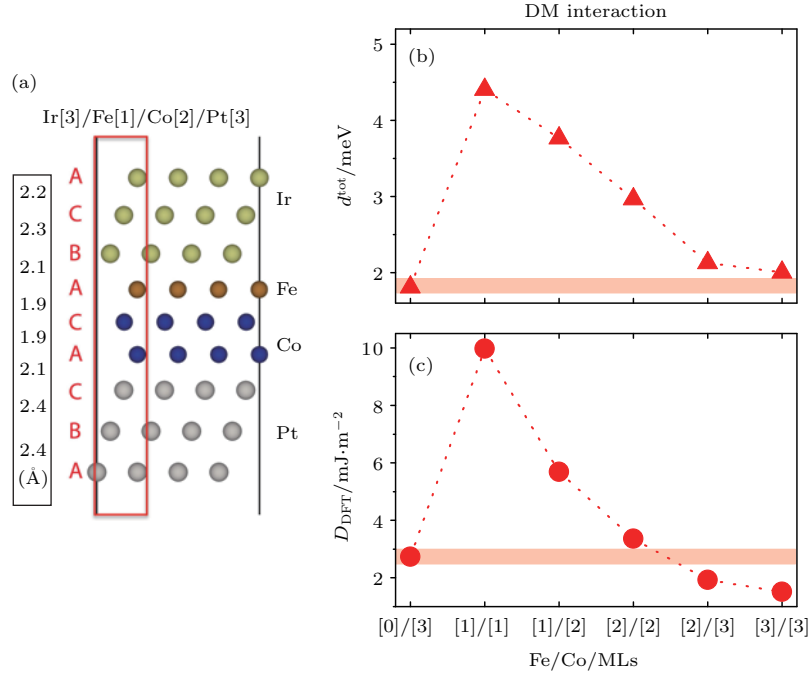 (a)
Ir[3]/Fe[1]/Co[2]/Pt[3]
A
C
B
A
C
A
C
B
A
2.2
2.3
2.1
1.9
1.9
2.1
2.4
2.4
(Å)
Ir
Fe
Co
Pt
DM interaction
(b)
5
4
3
2
d^tot/meV
(c)
10
8
6
4
2
D_DFT/mJ·m^−2
[0]/[3] [1]/[1] [1]/[2] [2]/[2] [2]/[3] [3]/[3]
Fe/Co/MLs